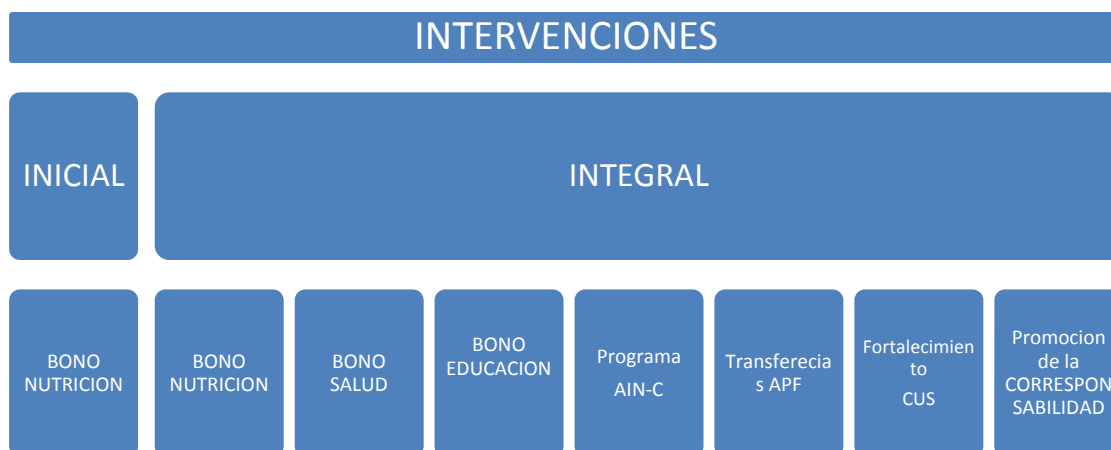 INTERVENCIONES
INICIAL
INTEGRAL
BONO
NUTRICION
BONO
NUTRICION
BONO
SALUD
BONO
EDUCACION
Programa
AIN-C
Transferecia
s APF
Fortalecimien
to
CUS
Promocion
de la
CORRESPON
SABILIDAD